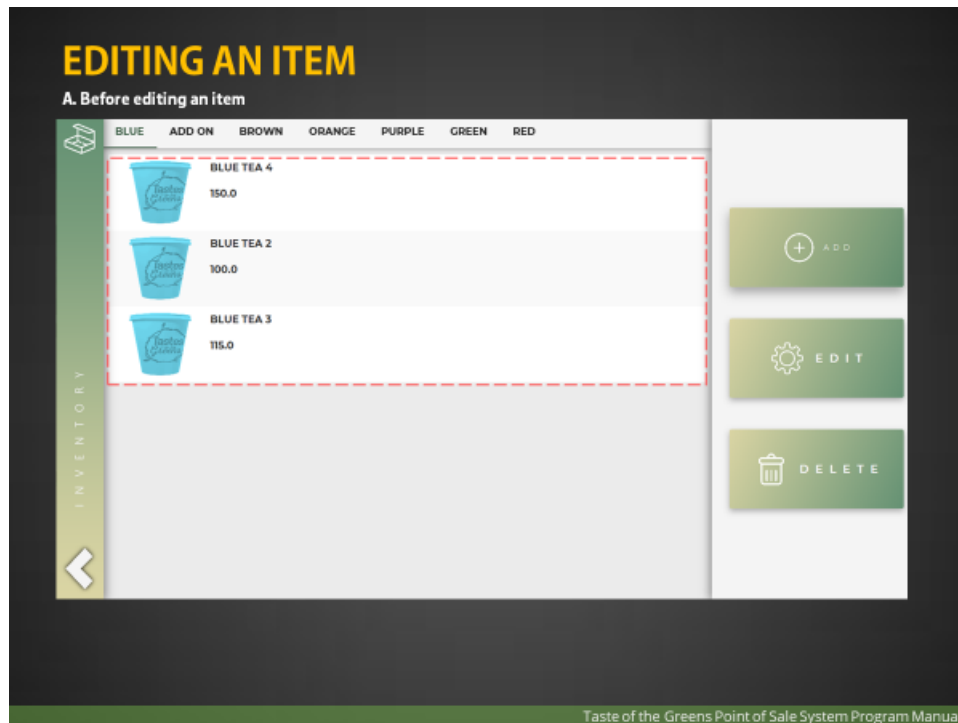 EDITING AN ITEM
A. Before editing an item
BLUE ADD ON BROWN ORANGE PURPLE GREEN RED
BLUE TEA 4
150.0
BLUE TEA 2
100.0
BLUE TEA 3
115.0
INVENTORY
ADD
EDIT
DELETE
Taste of the Greens Point of Sale System Program Manua